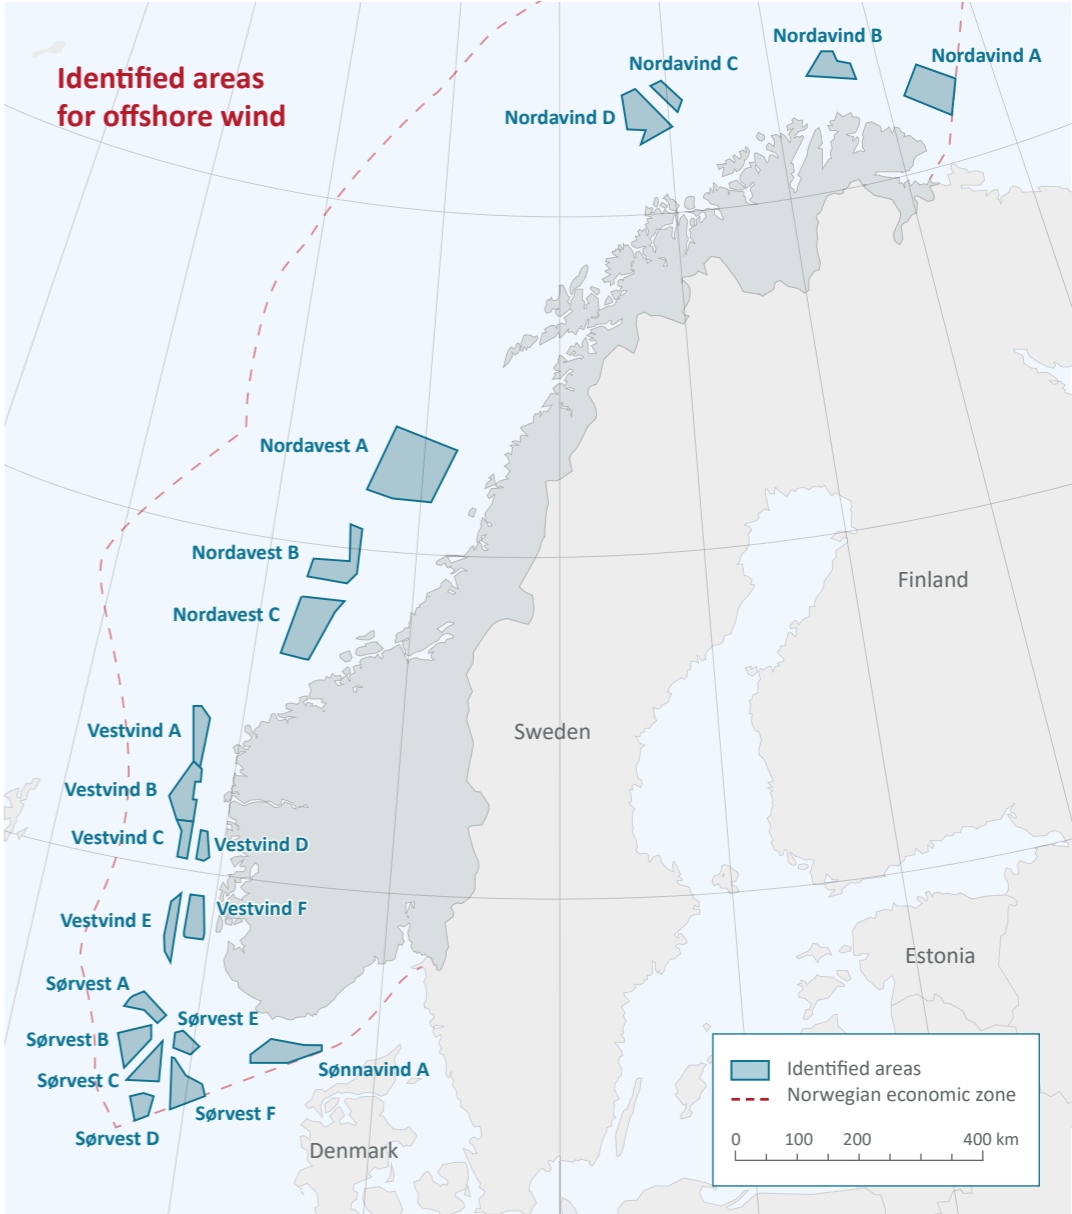 Identified areas
for offshore wind
Nordavind B
Nordavind A
Nordavind C
Nordavind D
Nordavest A
Nordavest B
Nordavest C
Finland
Sweden
Vestvind A
Vestvind B
Vestvind C
Vestvind D
Vestvind E
Vestvind F
Estonia
Sørvest A
Sørvest E
Sørvest B
Sørvest C
Sønnavind A
Sørvest F
Sørvest D
Denmark
Identified areas
Norwegian economic zone
0 100 200 400 km